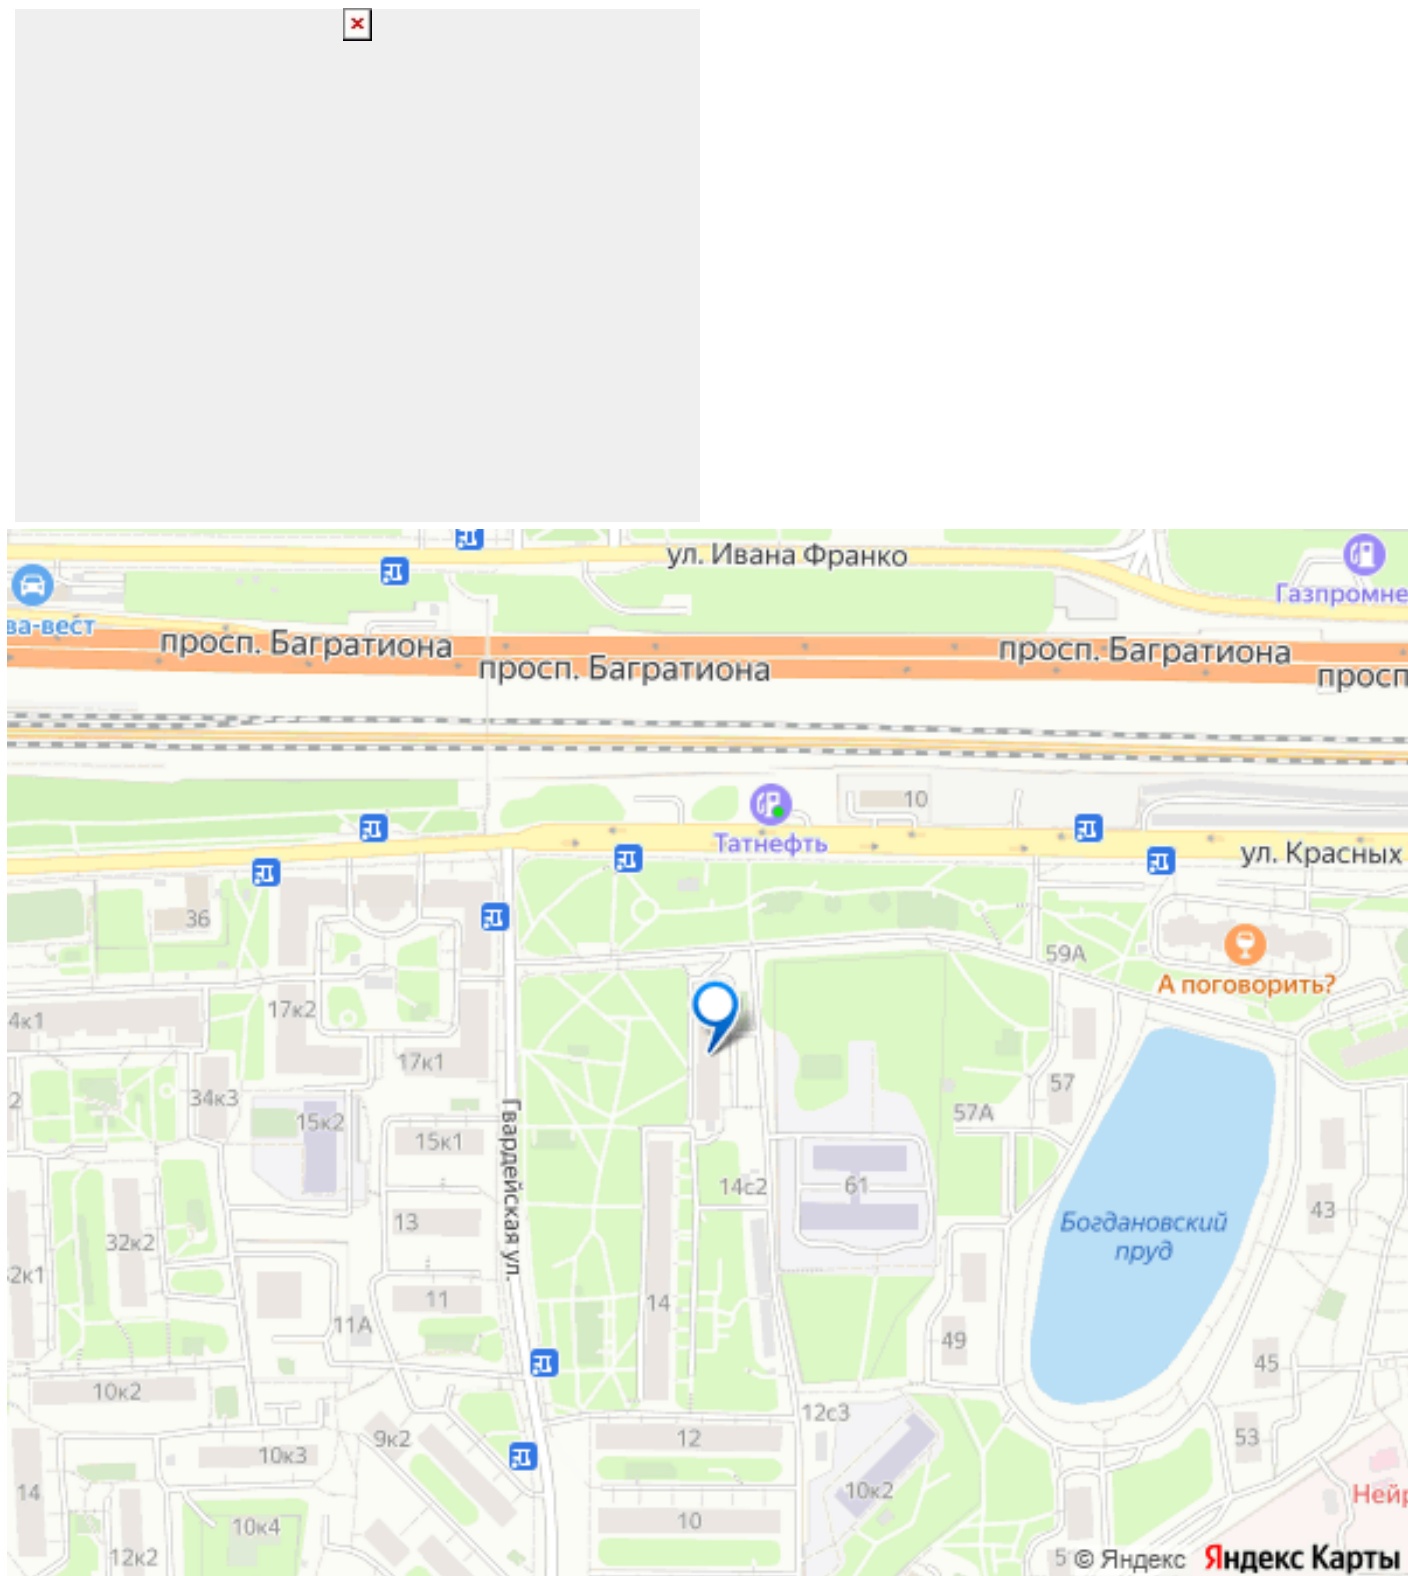 ул. Ивана Франко
Газпромне
ва-вест
просп. Багратиона
просп. Багратиона
просп. Багратиона
просп
10
Татнефть
ул. Красных
36
59А
А поговорить?
4к1
17к2
17к1
57
2
34к3
15к2
57А
15к1
Гвардейская ул.
14с2
61
13
43
Богдановский
пруд
32к2
2к1
11
14
11А
49
45
10к2
12с3
9к2
12
53
10к3
14
10к2
Нейр
10к4
10
12к2
5
© Яндекс
Яндекс Карты